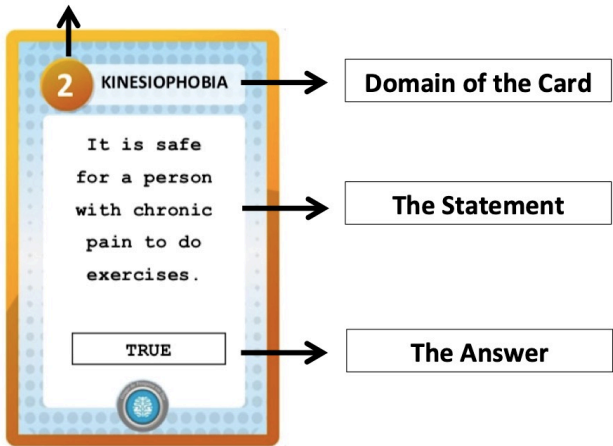 2
KINESIOPHOBIA
Domain of the Card
It is safe
for a person
with chronic
pain to do
exercises.
The Statement
TRUE
The Answer